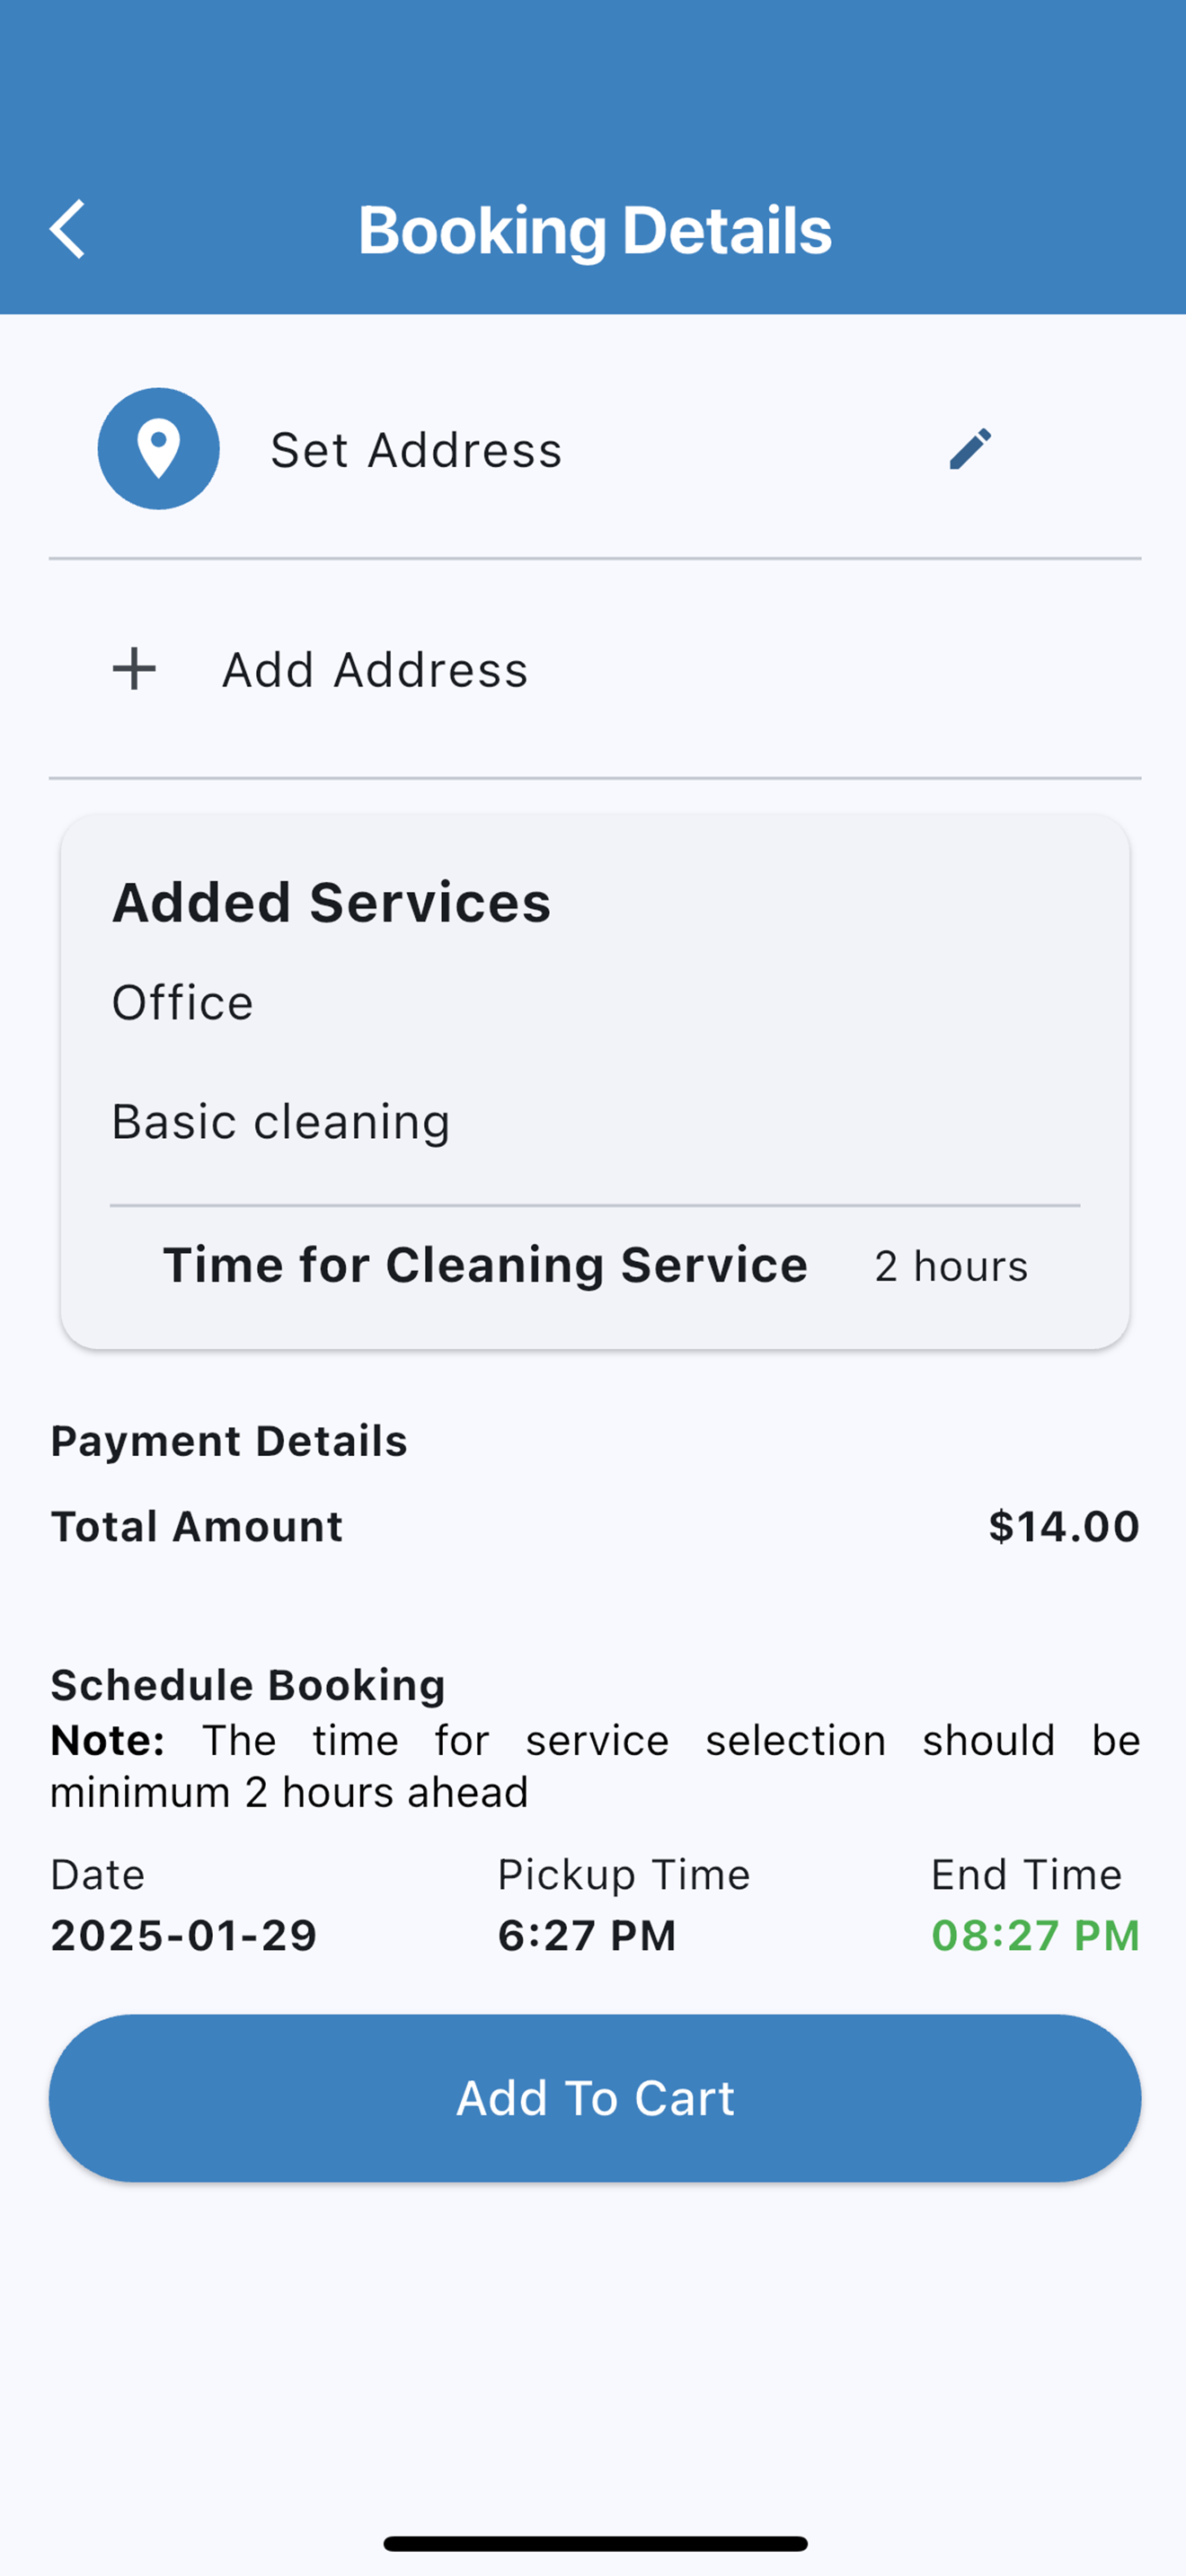 Booking Details
Set Address
Add Address
Added Services
Office
Basic cleaning
Time for Cleaning Service 2 hours
Payment Details
Total Amount $14.00
Schedule Booking
Note: The time for service selection should be
minimum 2 hours ahead
Date Pickup Time End Time
2025-01-29 6:27 PM 08:27 PM
Add To Cart